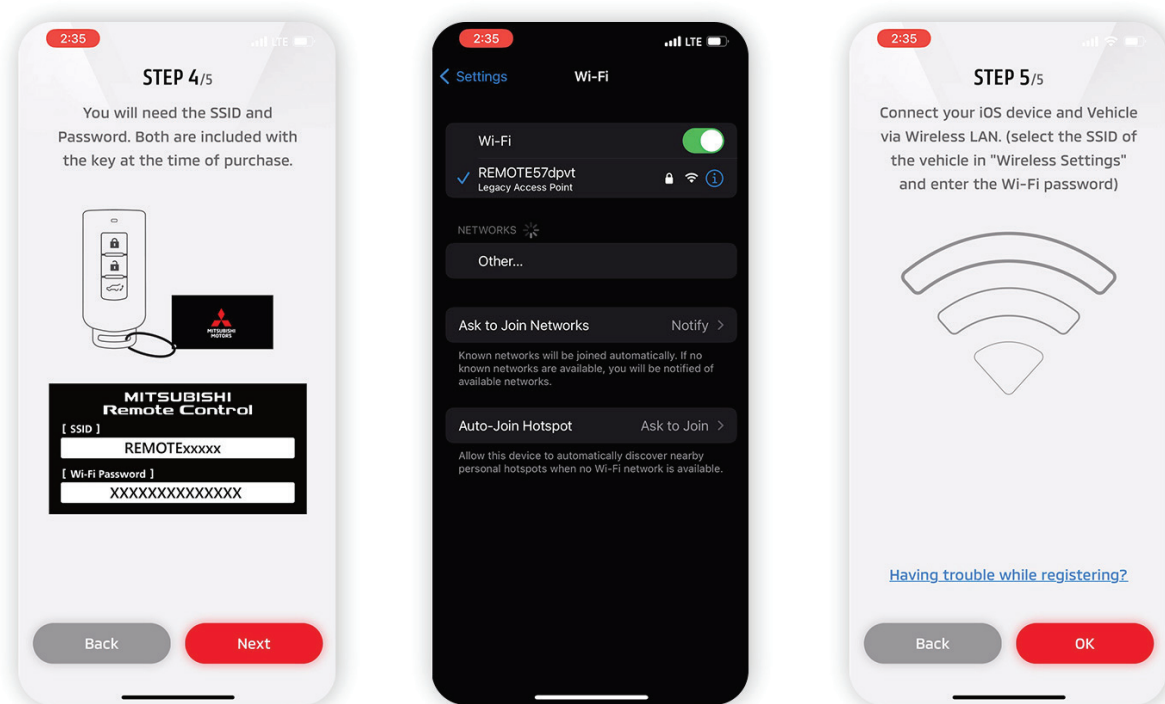 2:35
LTE
STEP 4/5
You will need the SSID and
Password. Both are included with
the key at the time of purchase.
MITSUBISHI
MOTORS
MITSUBISHI
Remote Control
[ SSID ]
REMOTExxxxx
[ Wi-Fi Password ]
XXXXXXXXXXXXXX
Back
Next
2:35
LTE
Settings
Wi-Fi
Wi-Fi
REMOTE57dpvt
Legacy Access Point
NETWORKS
Other...
Ask to Join Networks
Notify
Known networks will be joined automatically. If no
known networks are available, you will be notified of
available networks.
Auto-Join Hotspot
Ask to Join
Allow this device to automatically discover nearby
personal hotspots when no Wi-Fi network is available.
2:35
STEP 5/5
Connect your iOS device and Vehicle
via Wireless LAN. (select the SSID of
the vehicle in "Wireless Settings"
and enter the Wi-Fi password)
Having trouble while registering?
Back
OK